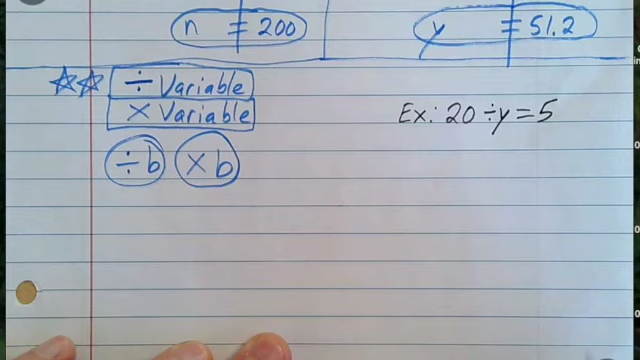 n = 200
y = 51.2
÷ Variable
× Variable
Ex: 20 ÷ y = 5
÷ b × b